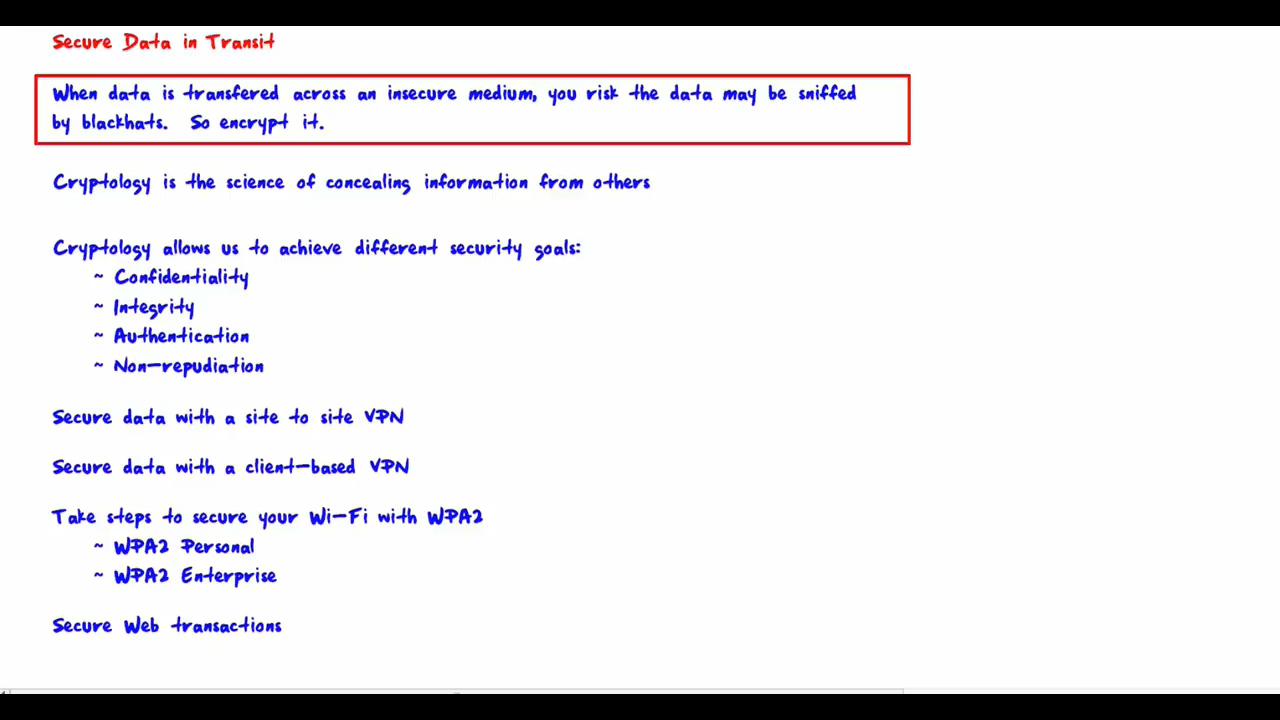 Secure Data in Transit
When data is transfered across an insecure medium, you risk the data may be sniffed
by blackhats. So encrypt it.
Cryptology is the science of concealing information from others
Cryptology allows us to achieve different security goals:
~ Confidentiality
~ Integrity
~ Authentication
~ Non-repudiation
Secure data with a site to site VPN
Secure data with a client-based VPN
Take steps to secure your Wi-Fi with WPA2
~ WPA2 Personal
~ WPA2 Enterprise
Secure Web transactions